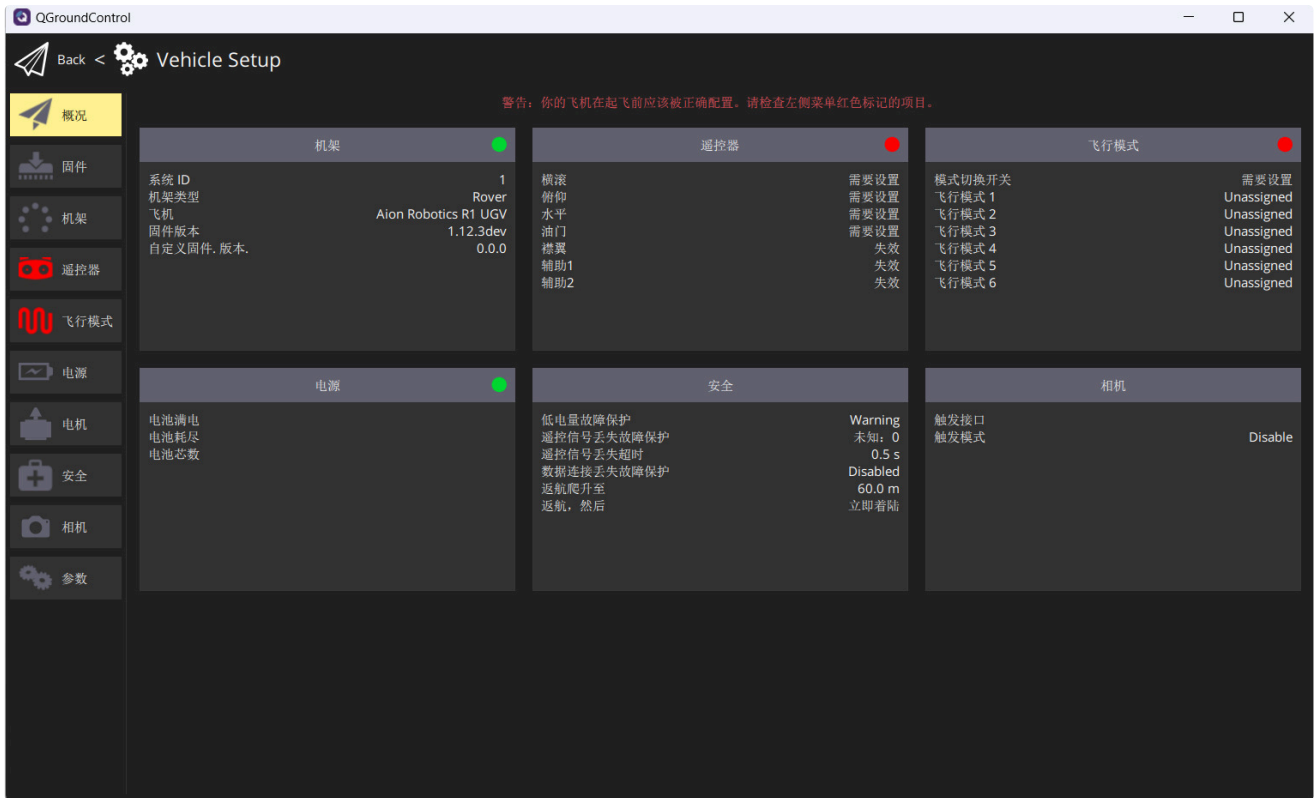 QGroundControl
Back < Vehicle Setup
警告：你的飞机在起飞前应该被正确配置。请检查左侧菜单红色标记的项目。
概况
固件
机架
遥控器
飞行模式
电源
电机
安全
相机
参数
机架
系统 ID 1
机架类型 Rover
飞机 Aion Robotics R1 UGV
固件版本 1.12.3dev
自定义固件. 版本. 0.0.0
遥控器
横滚 需要设置
俯仰 需要设置
水平 需要设置
油门 需要设置
襟翼 失效
辅助1 失效
辅助2 失效
飞行模式
模式切换开关 需要设置
飞行模式 1 Unassigned
飞行模式 2 Unassigned
飞行模式 3 Unassigned
飞行模式 4 Unassigned
飞行模式 5 Unassigned
飞行模式 6 Unassigned
电源
电池满电
电池耗尽
电池芯数
安全
低电量故障保护 Warning
遥控信号丢失故障保护 未知：0
遥控信号丢失超时 0.5 s
数据连接丢失故障保护 Disabled
返航爬升至 60.0 m
返航，然后 立即着陆
相机
触发接口
触发模式 Disable